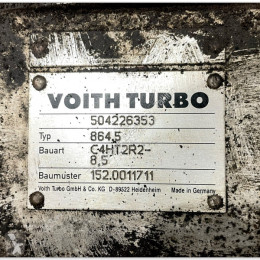 VOITH TURBO
504226353
Typ 864,5
Bauart C4HT2R2-
8,5
Baumuster 152.0011711
Voith Turbo GmbH & Co. KG D-89522 Heidenheim Made in Germany